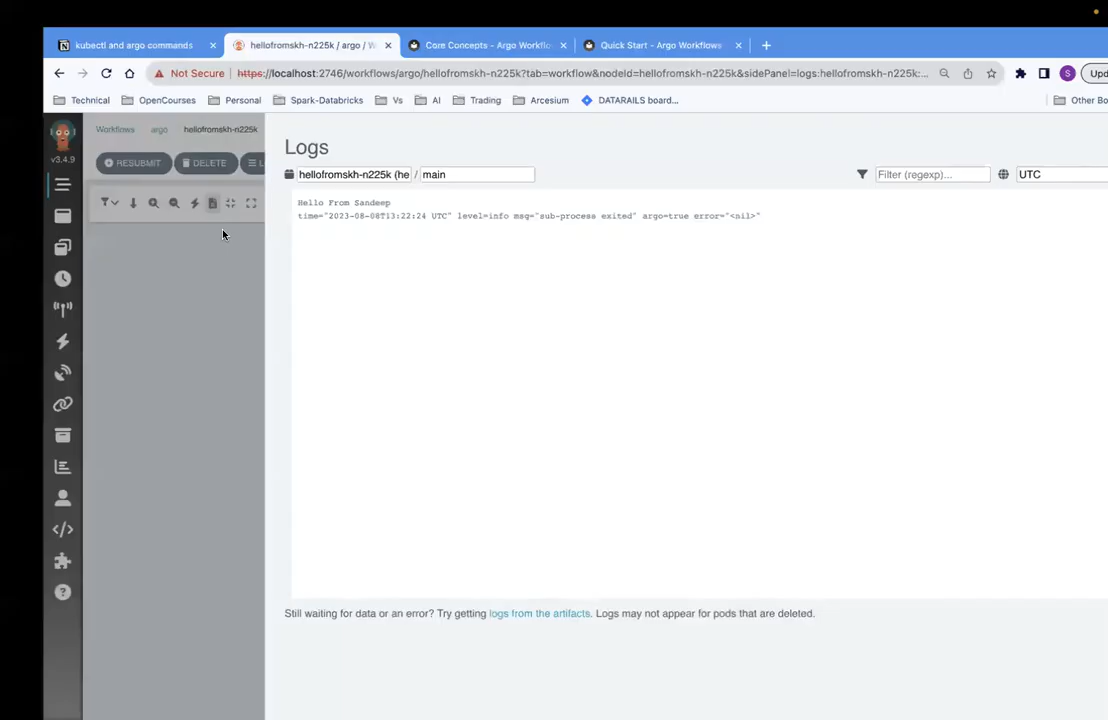 kubectl and argo commands
hellofromskh-n225k / argo / W
Core Concepts - Argo Workflo
Quick Start - Argo Workflows
Not Secure https://localhost:2746/workflows/argo/hellofromskh-n225k?tab=workflow&nodeId=hellofromskh-n225k&sidePanel=logs:hellofromskh-n225k:...
S
Upd
Technical OpenCourses Personal Spark-Databricks Vs AI Trading Arcesium DATARAILS board... Other Bo
v3.4.9
Workflows argo hellofromskh-n225k
RESUBMIT DELETE L
Logs
hellofromskh-n225k (he / main Filter (regexp)... UTC
Hello From Sandeep
time="2023-08-08T13:22:24 UTC" level=info msg="sub-process exited" argo=true error="<nil>"
Still waiting for data or an error? Try getting logs from the artifacts. Logs may not appear for pods that are deleted.